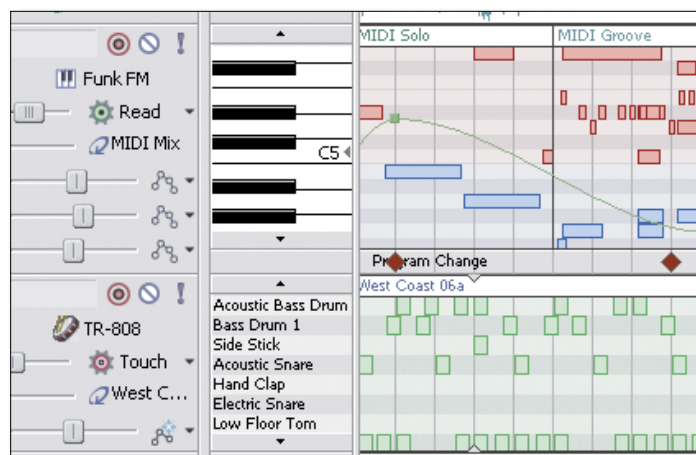 MIDI Solo
MIDI Groove
Funk FM
Read
MIDI Mix
C5
Program Change
West Coast 06a
TR-808
Touch
West C...
Acoustic Bass Drum
Bass Drum 1
Side Stick
Acoustic Snare
Hand Clap
Electric Snare
Low Floor Tom